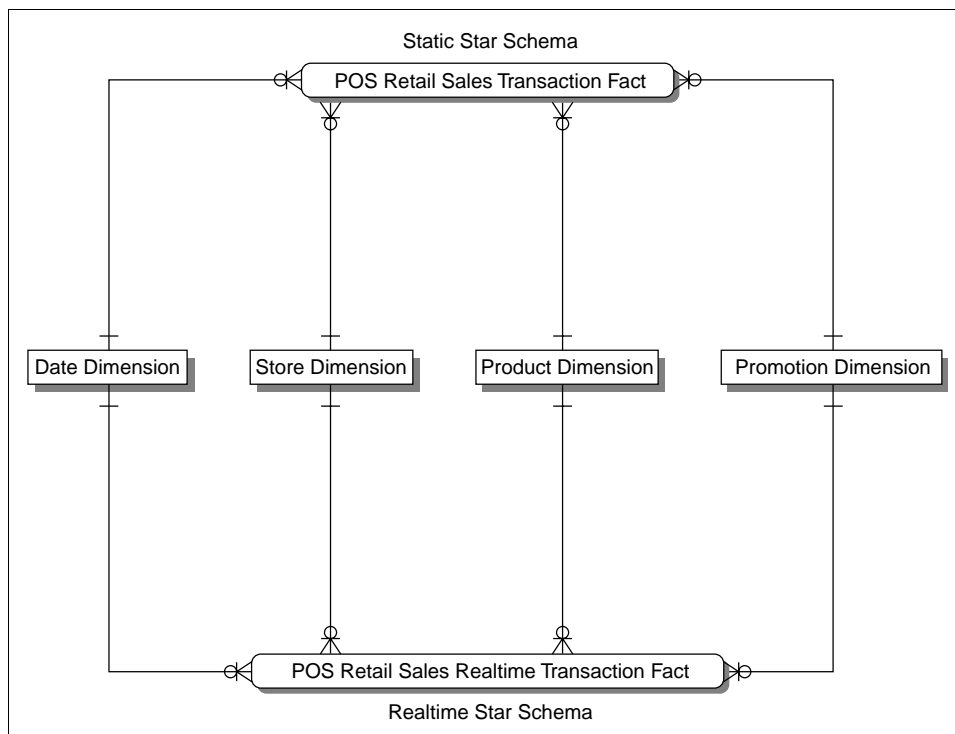 Static Star Schema
POS Retail Sales Transaction Fact
Date Dimension
Store Dimension
Product Dimension
Promotion Dimension
POS Retail Sales Realtime Transaction Fact
Realtime Star Schema